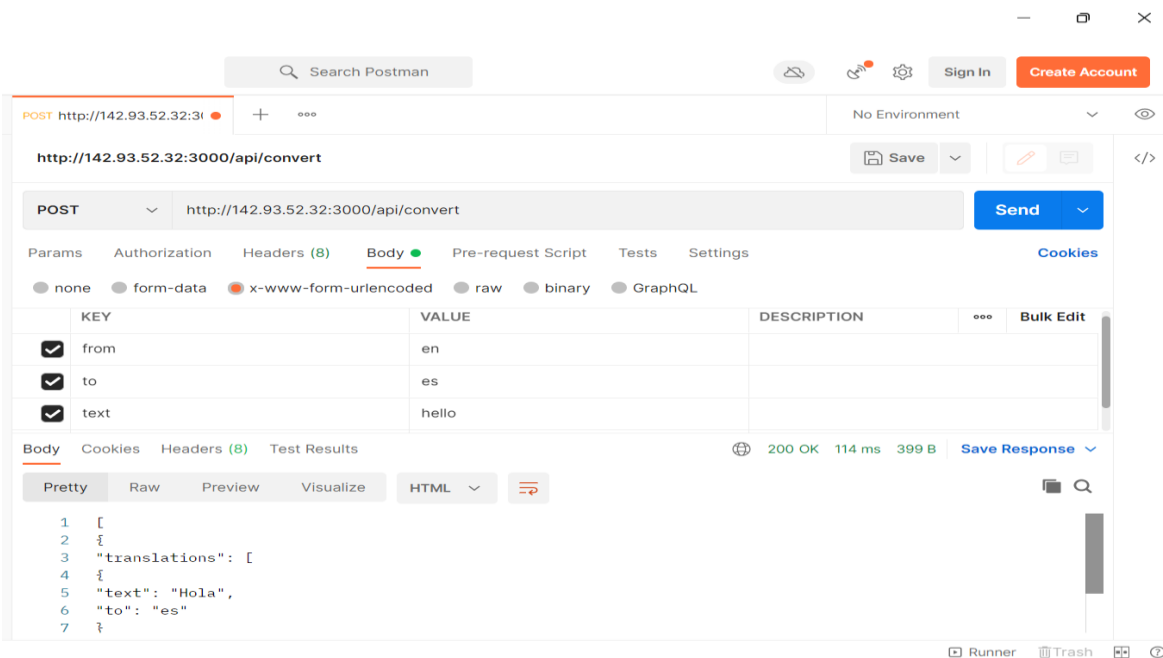 Search Postman
Sign In
Create Account
POST http://142.93.52.32:3(
No Environment
http://142.93.52.32:3000/api/convert
Save
POST http://142.93.52.32:3000/api/convert
Send
Params Authorization Headers (8) Body Pre-request Script Tests Settings Cookies
none form-data x-www-form-urlencoded raw binary GraphQL
KEY VALUE DESCRIPTION Bulk Edit
from en
to es
text hello
Body Cookies Headers (8) Test Results 200 OK 114 ms 399 B Save Response
Pretty Raw Preview Visualize HTML
1 [
2 {
3 "translations": [
4 {
5 "text": "Hola",
6 "to": "es"
7 }
Runner Trash